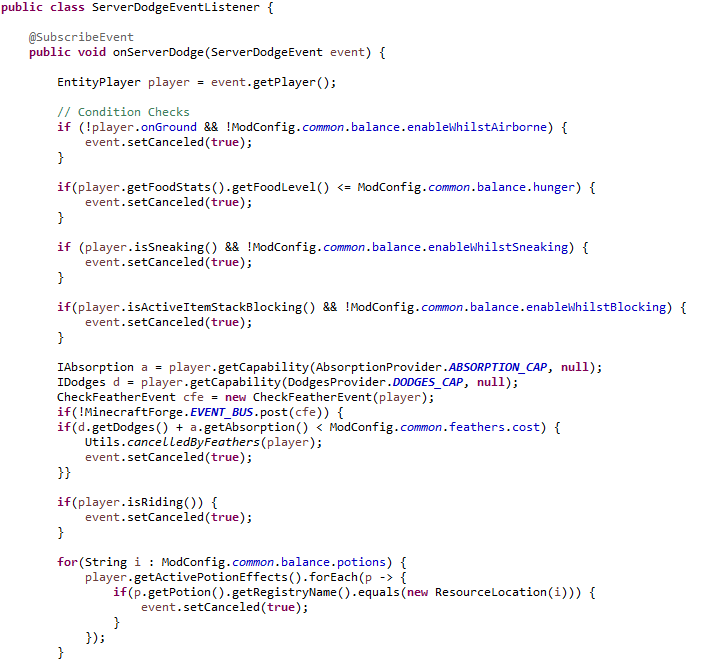 public class ServerDodgeEventListener {
@SubscribeEvent
public void onServerDodge(ServerDodgeEvent event) {
EntityPlayer player = event.getPlayer();
// Condition Checks
if (!player.onGround && !ModConfig.common.balance.enableWhilstAirborne) {
event.setCanceled(true);
}
if(player.getFoodStats().getFoodLevel() <= ModConfig.common.balance.hunger) {
event.setCanceled(true);
}
if (player.isSneaking() && !ModConfig.common.balance.enableWhilstSneaking) {
event.setCanceled(true);
}
if(player.isActiveItemStackBlocking() && !ModConfig.common.balance.enableWhilstBlocking) {
event.setCanceled(true);
}
IAbsorption a = player.getCapability(AbsorptionProvider.ABSORPTION_CAP, null);
IDodges d = player.getCapability(DodgesProvider.DODGES_CAP, null);
CheckFeatherEvent cfe = new CheckFeatherEvent(player);
if(!MinecraftForge.EVENT_BUS.post(cfe)) {
if(d.getDodges() + a.getAbsorption() < ModConfig.common.feathers.cost) {
Utils.cancelledByFeathers(player);
event.setCanceled(true);
}}
if(player.isRiding()) {
event.setCanceled(true);
}
for(String i : ModConfig.common.balance.potions) {
player.getActivePotionEffects().forEach(p -> {
if(p.getPotion().getRegistryName().equals(new ResourceLocation(i))) {
event.setCanceled(true);
}
});
}